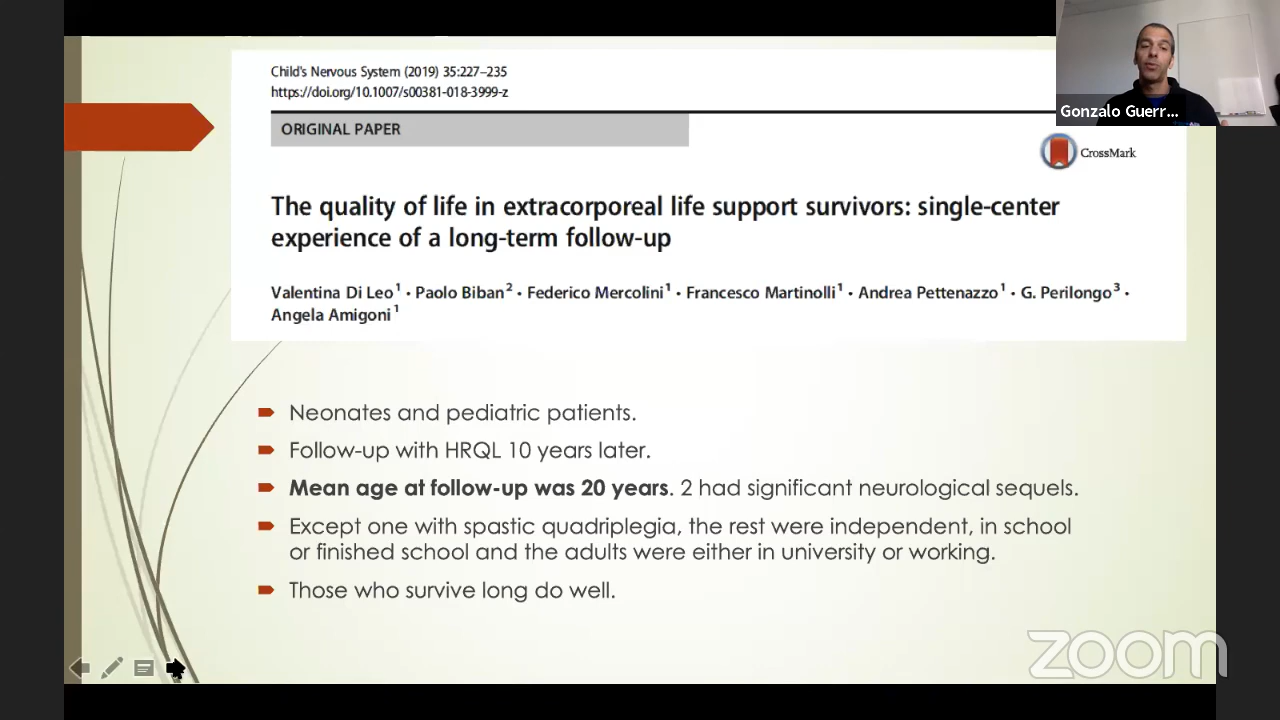 Child's Nervous System (2019) 35:227–235
https://doi.org/10.1007/s00381-018-3999-z
ORIGINAL PAPER
CrossMark
The quality of life in extracorporeal life support survivors: single-center
experience of a long-term follow-up
Valentina Di Leo1 • Paolo Biban2 • Federico Mercolini1 • Francesco Martinolli1 • Andrea Pettenazzo1 • G. Perilongo3 •
Angela Amigoni1
Neonates and pediatric patients.
Follow-up with HRQL 10 years later.
Mean age at follow-up was 20 years. 2 had significant neurological sequels.
Except one with spastic quadriplegia, the rest were independent, in school
or finished school and the adults were either in university or working.
Those who survive long do well.
Gonzalo Guerr...
zoom